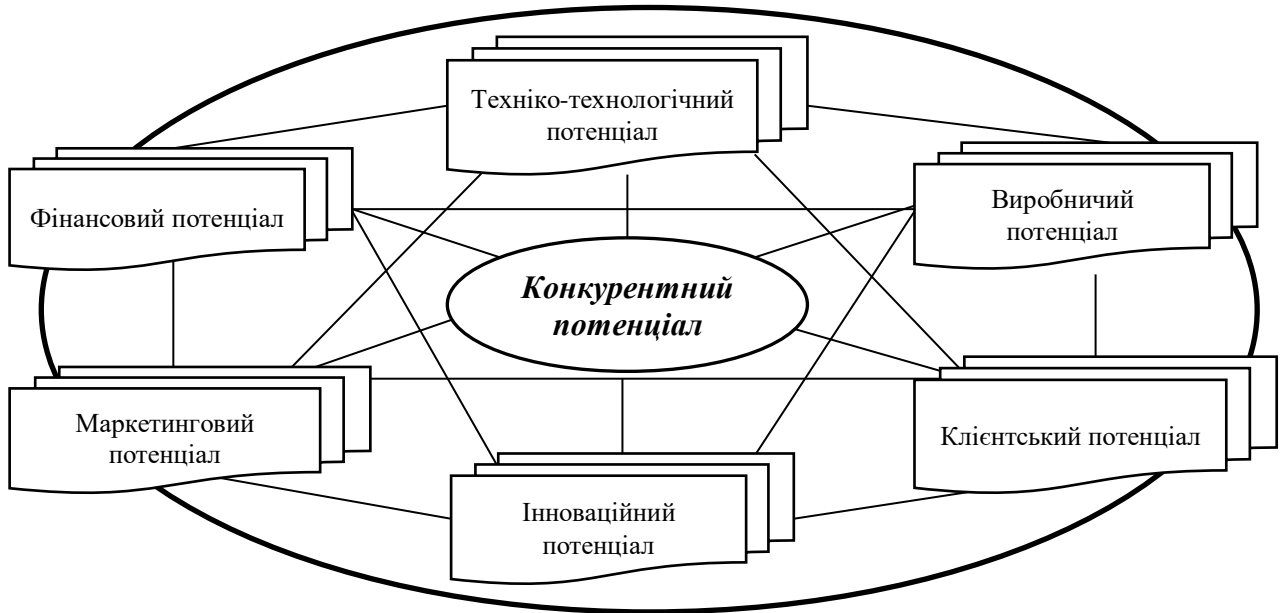 Техніко-технологічний
потенціал
Фінансовий потенціал
Виробничий
потенціал
Конкурентний
потенціал
Маркетинговий
потенціал
Клієнтський потенціал
Інноваційний
потенціал